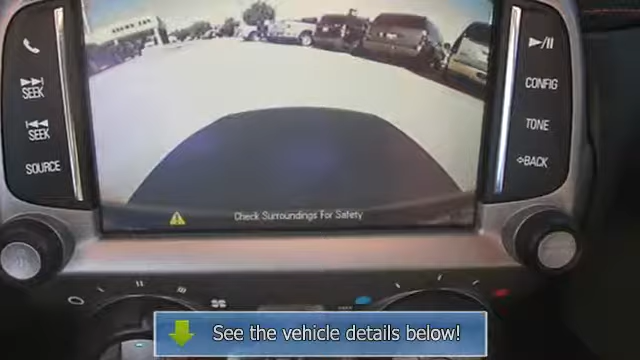 SEEK
SEEK
SOURCE
CONFIG
TONE
BACK
Check Surroundings For Safety
See the vehicle details below!